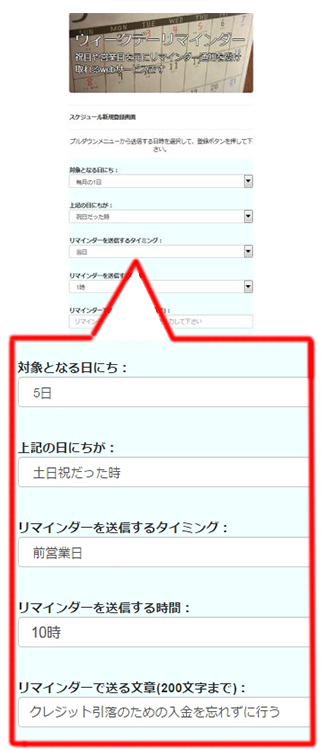 ウィークデーリマインダー
祝日や営業日を元にリマインダー通知を受け
取れるwebサービスです
スケジュール新規登録画面
プルダウンメニューから送信する日時を選択して、登録ボタンを押して下
さい。
対象となる日にち：
毎月の1日
上記の日にちが：
祝日だった時
リマインダーを送信するタイミング：
当日
リマインダーを送信する
1時
リマインダーで
リマイン
力して下さい
対象となる日にち：
5日
上記の日にちが：
土日祝だった時
リマインダーを送信するタイミング：
前営業日
リマインダーを送信する時間：
10時
リマインダーで送る文章(200文字まで)：
クレジット引落のための入金を忘れずに行う